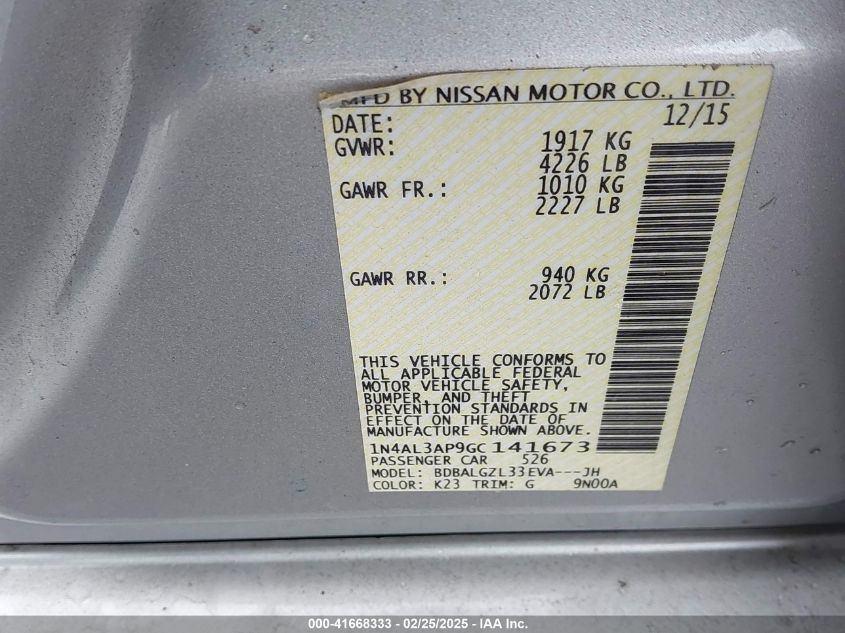 MFD BY NISSAN MOTOR CO., LTD.
DATE: 12/15
GVWR: 1917 KG
4226 LB
GAWR FR.: 1010 KG
2227 LB
GAWR RR.: 940 KG
2072 LB
THIS VEHICLE CONFORMS TO
ALL APPLICABLE FEDERAL
MOTOR VEHICLE SAFETY,
BUMPER, AND THEFT
PREVENTION STANDARDS IN
EFFECT ON THE DATE OF
MANUFACTURE SHOWN ABOVE.
1N4AL3AP9GC141673
PASSENGER CAR 526
MODEL: BDBALGZL33EVA---JH
COLOR: K23 TRIM: G 9N00A
000-41668333 - 02/25/2025 - IAA Inc.